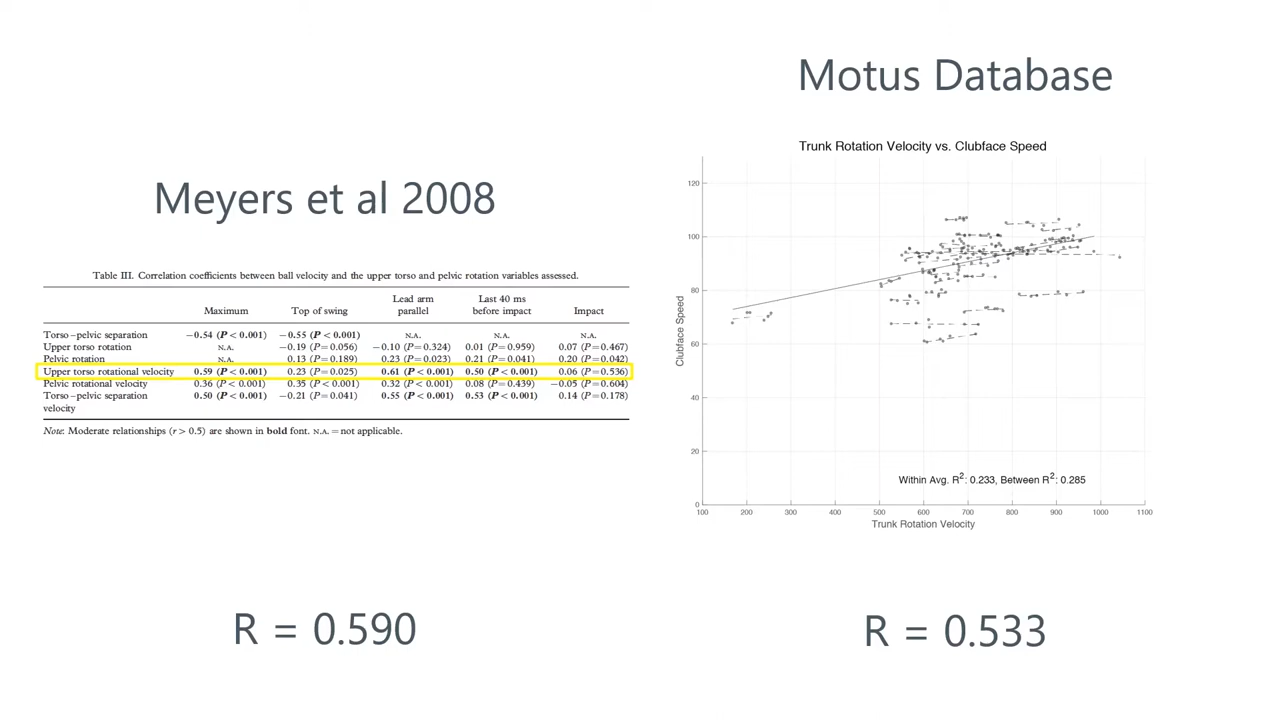 Meyers et al 2008
Table III. Correlation coefficients between ball velocity and the upper torso and pelvic rotation variables assessed.
Maximum Top of swing Lead arm parallel Last 40 ms before impact Impact
Torso–pelvic separation −0.54 (P < 0.001) −0.55 (P < 0.001) N.A. N.A. N.A.
Upper torso rotation N.A. −0.19 (P = 0.056) −0.10 (P = 0.324) 0.01 (P = 0.959) 0.07 (P = 0.467)
Pelvic rotation N.A. 0.13 (P = 0.189) 0.23 (P = 0.023) 0.21 (P = 0.041) 0.20 (P = 0.042)
Upper torso rotational velocity 0.59 (P < 0.001) 0.23 (P = 0.025) 0.61 (P < 0.001) 0.50 (P < 0.001) 0.06 (P = 0.536)
Pelvic rotational velocity 0.36 (P < 0.001) 0.35 (P < 0.001) 0.32 (P < 0.001) 0.08 (P = 0.439) −0.05 (P = 0.604)
Torso–pelvic separation 0.50 (P < 0.001) −0.21 (P = 0.041) 0.55 (P < 0.001) 0.53 (P < 0.001) 0.14 (P = 0.178)
velocity
Note: Moderate relationships (r > 0.5) are shown in bold font. N.A. = not applicable.
R = 0.590
Motus Database
Trunk Rotation Velocity vs. Clubface Speed
Clubface Speed
120
100
80
60
40
20
0
Within Avg. R²: 0.233, Between R²: 0.285
100 200 300 400 500 600 700 800 900 1000 1100
Trunk Rotation Velocity
R = 0.533